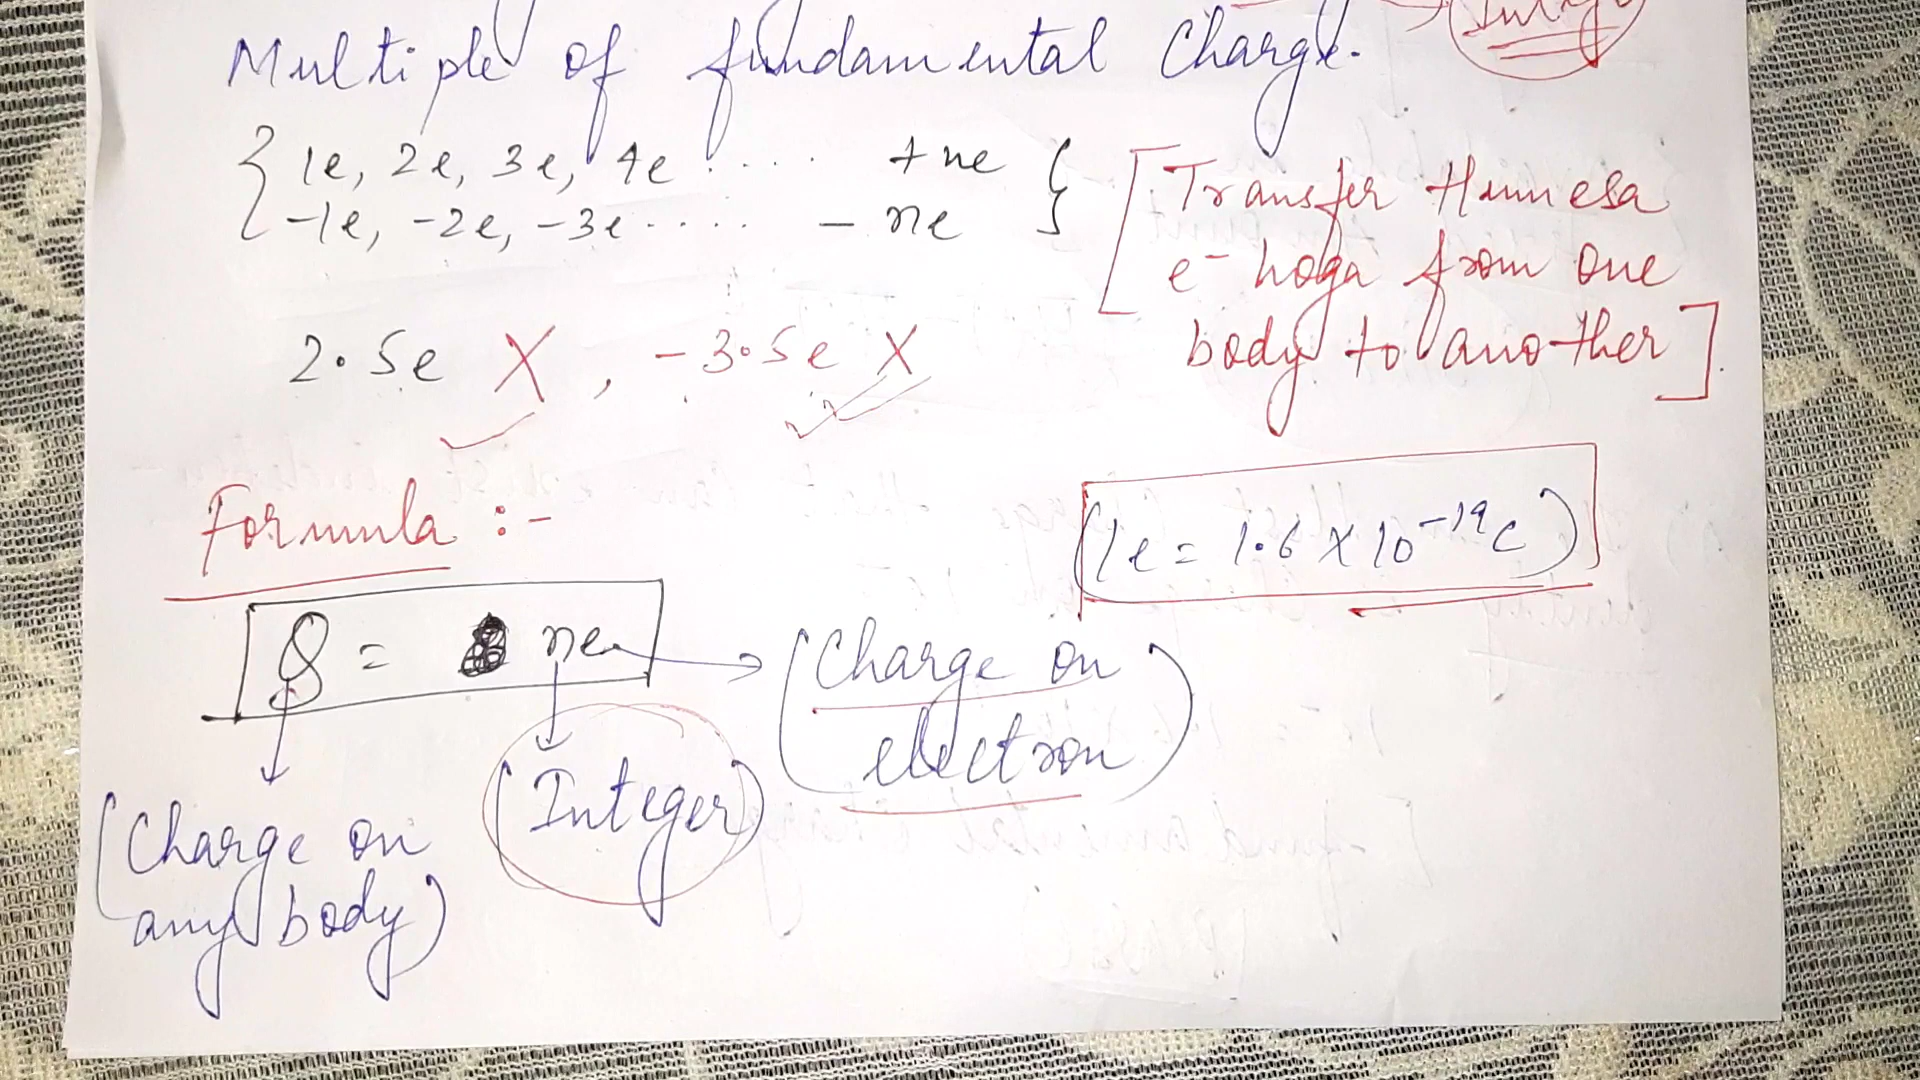 Multiple of fundamental Charge.
{ 1e, 2e, 3e, 4e .... +ne }
{ -1e, -2e, -3e ..... - ne }
[Transfer Humesa
e⁻ hoga from one
body to another]
2.5e X, -3.5e X
Formula :-
(1e = 1.6 X 10⁻¹⁹C)
Q = ne
(Charge on
electron)
(Integer)
(Charge on
any body)